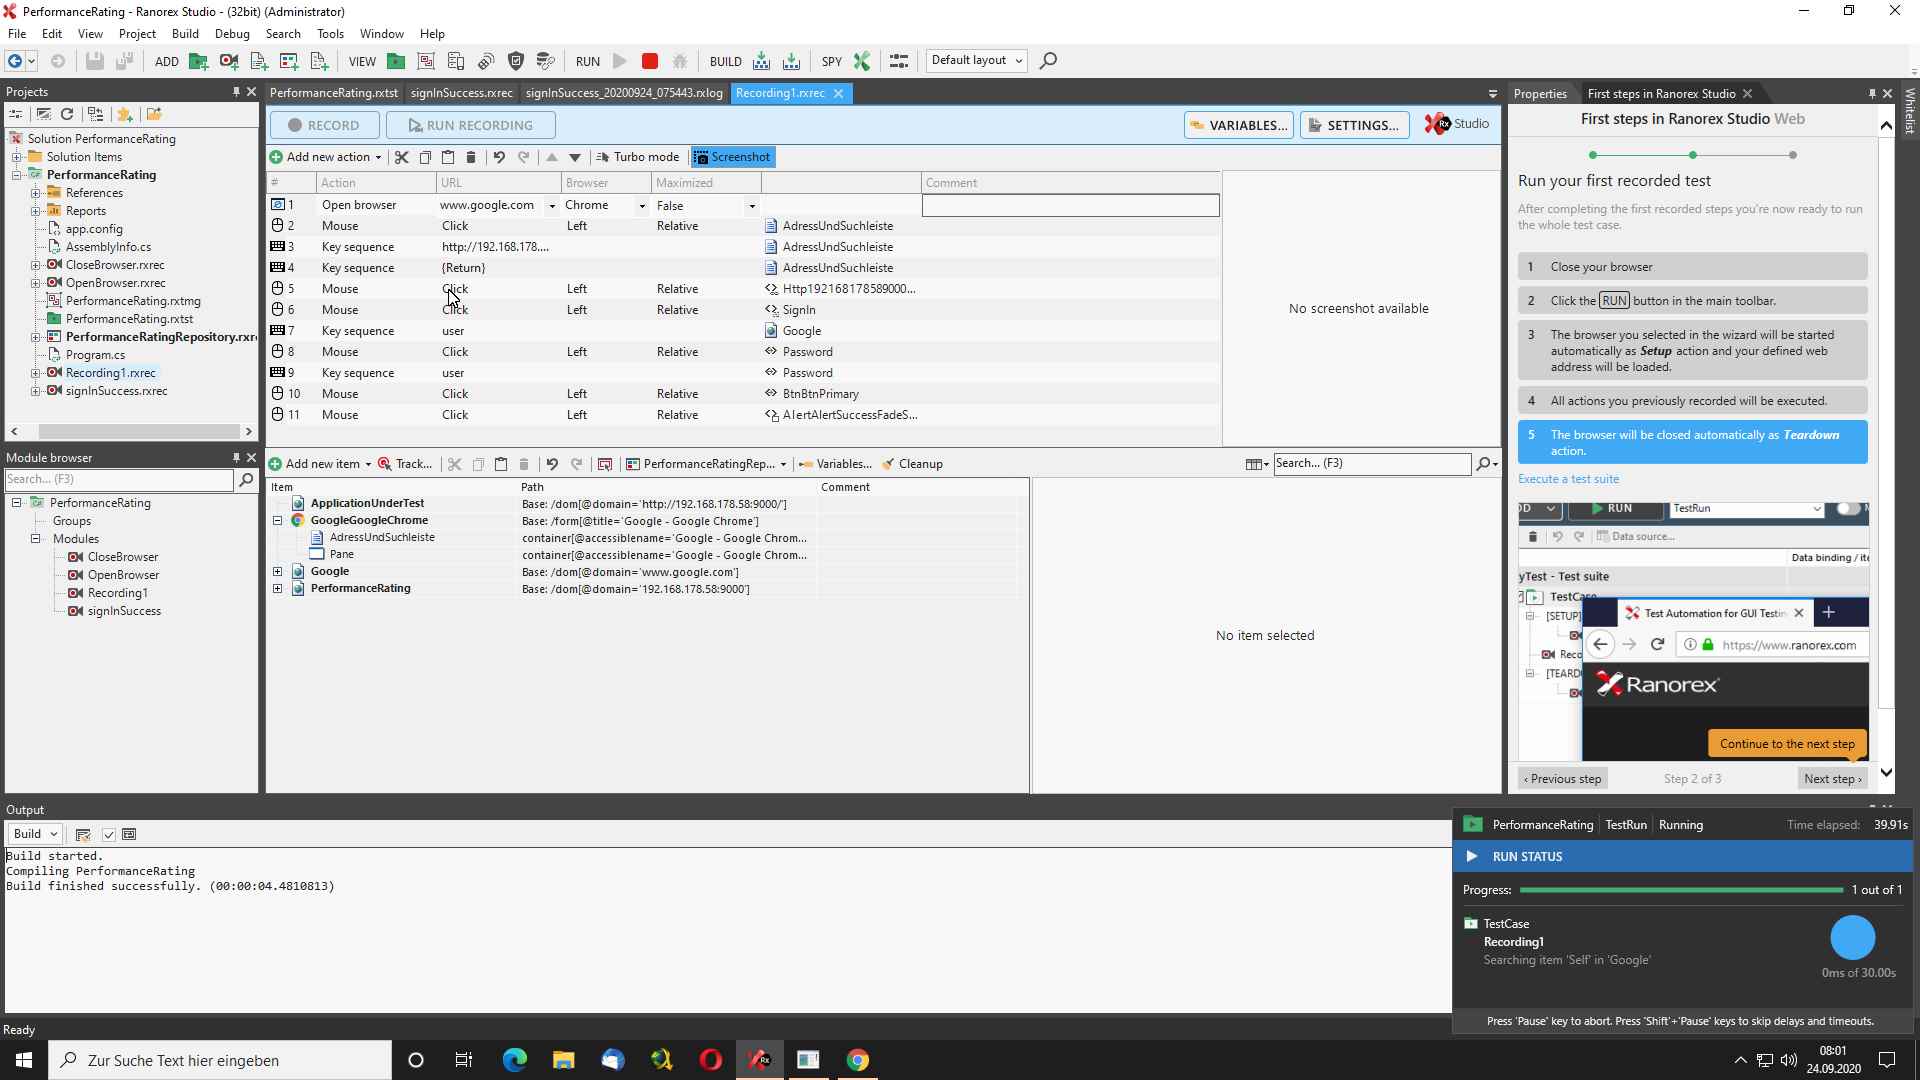 PerformanceRating - Ranorex Studio - (32bit) (Administrator)
File Edit View Project Build Debug Search Tools Window Help
ADD VIEW RUN BUILD SPY Default layout
Projects
Solution PerformanceRating
Solution Items
PerformanceRating
References
Reports
app.config
AssemblyInfo.cs
CloseBrowser.rxrec
OpenBrowser.rxrec
PerformanceRating.rxtmg
PerformanceRating.rxtst
PerformanceRatingRepository.rxr
Program.cs
Recording1.rxrec
signInSuccess.rxrec
Module browser
Search... (F3)
PerformanceRating
Groups
Modules
CloseBrowser
OpenBrowser
Recording1
signInSuccess
PerformanceRating.rxtst signInSuccess.rxrec signInSuccess_20200924_075443.rxlog Recording1.rxrec
RECORD RUN RECORDING VARIABLES... SETTINGS... Rx Studio
Add new action Turbo mode Screenshot
# Action URL Browser Maximized Comment
1 Open browser www.google.com Chrome False
2 Mouse Click Left Relative AdressUndSuchleiste
3 Key sequence http://192.168.178.... AdressUndSuchleiste
4 Key sequence {Return} AdressUndSuchleiste
5 Mouse Click Left Relative Http192168178589000...
6 Mouse Click Left Relative SignIn
7 Key sequence user Google
8 Mouse Click Left Relative Password
9 Key sequence user Password
10 Mouse Click Left Relative BtnBtnPrimary
11 Mouse Click Left Relative AlertAlertSuccessFadeS...
No screenshot available
Add new item Track... PerformanceRatingRep... Variables... Cleanup Search... (F3)
Item Path Comment
ApplicationUnderTest Base: /dom[@domain='http://192.168.178.58:9000/']
GoogleGoogleChrome Base: /form[@title='Google - Google Chrome']
AdressUndSuchleiste container[@accessiblename='Google - Google Chrom...
Pane container[@accessiblename='Google - Google Chrom...
Google Base: /dom[@domain='www.google.com']
PerformanceRating Base: /dom[@domain='192.168.178.58:9000']
No item selected
Properties First steps in Ranorex Studio
Whitelist
First steps in Ranorex Studio Web
Run your first recorded test
After completing the first recorded steps you're now ready to run
the whole test case.
1 Close your browser
2 Click the RUN button in the main toolbar.
3 The browser you selected in the wizard will be started
automatically as Setup action and your defined web
address will be loaded.
4 All actions you previously recorded will be executed.
5 The browser will be closed automatically as Teardown
action.
Execute a test suite
DD RUN TestRun
Data source...
Data binding / ite
yTest - Test suite
TestCase
[SETUP]
Reco
[TEARD
Test Automation for GUI Testin
https://www.ranorex.com
Ranorex
Continue to the next step
‹ Previous step Step 2 of 3 Next step ›
Output
Build
Build started.
Compiling PerformanceRating
Build finished successfully. (00:00:04.4810813)
PerformanceRating TestRun Running Time elapsed: 39.91s
RUN STATUS
Progress: 1 out of 1
TestCase
Recording1
Searching item 'Self' in 'Google'
0ms of 30.00s
Press 'Pause' key to abort. Press 'Shift'+'Pause' keys to skip delays and timeouts.
Ready
Zur Suche Text hier eingeben
Rx
08:01
24.09.2020